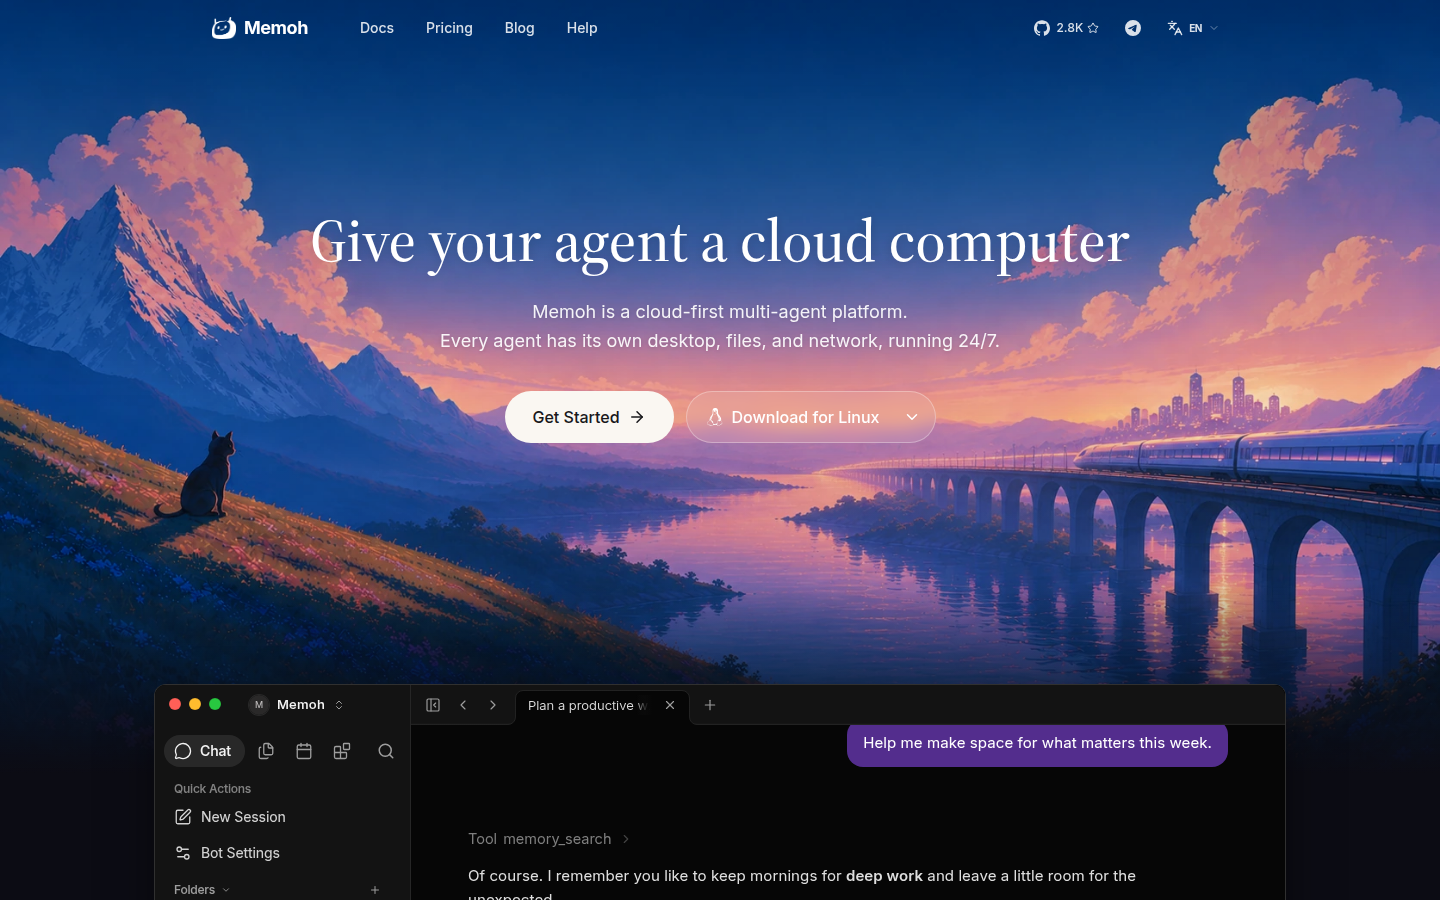 Memoh
Docs
Pricing
Blog
Help
2.8K
EN
Give your agent a cloud computer
Memoh is a cloud-first multi-agent platform.
Every agent has its own desktop, files, and network, running 24/7.
Get Started
Download for Linux
M
Memoh
Plan a productive
Chat
Help me make space for what matters this week.
Quick Actions
New Session
Tool memory_search
Bot Settings
Of course. I remember you like to keep mornings for deep work and leave a little room for the
unexpected
Folders